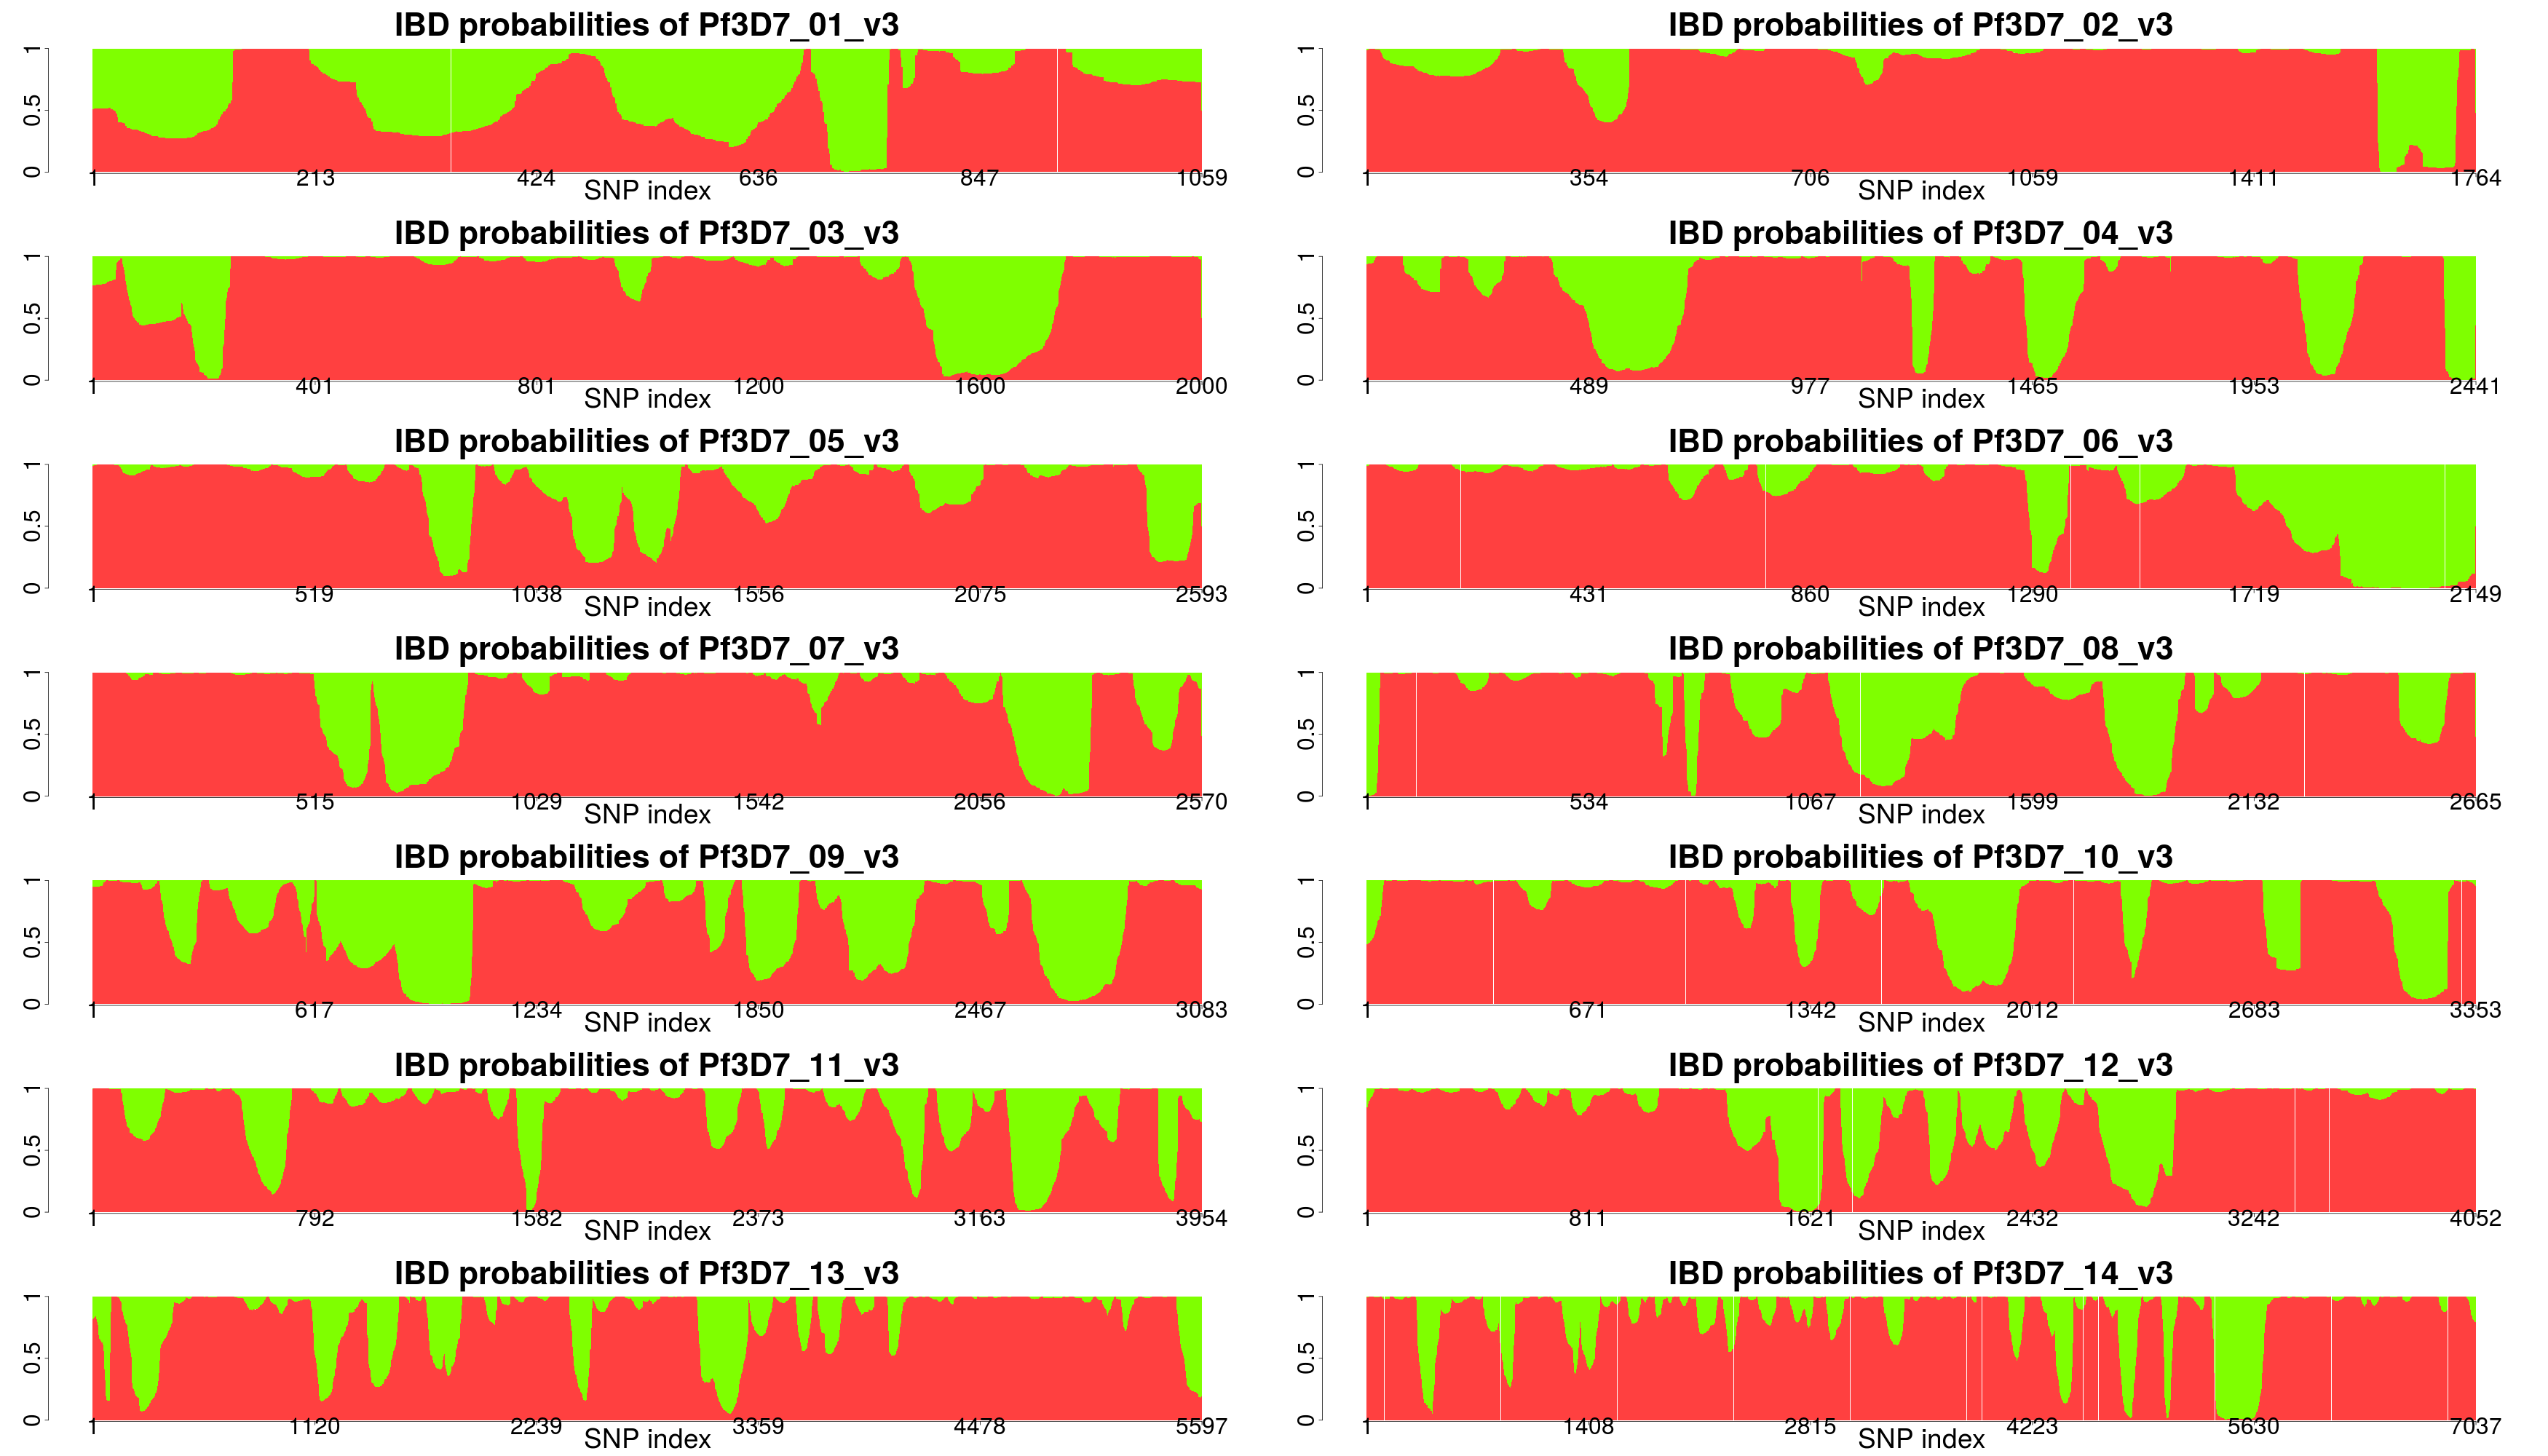 IBD probabilities of Pf3D7_01_v3
1
0.5
0
1 213 424 636 847 1059
SNP index
IBD probabilities of Pf3D7_02_v3
1
0.5
0
1 354 706 1059 1411 1764
SNP index
IBD probabilities of Pf3D7_03_v3
1
0.5
0
1 401 801 1200 1600 2000
SNP index
IBD probabilities of Pf3D7_04_v3
1
0.5
0
1 489 977 1465 1953 2441
SNP index
IBD probabilities of Pf3D7_05_v3
1
0.5
0
1 519 1038 1556 2075 2593
SNP index
IBD probabilities of Pf3D7_06_v3
1
0.5
0
1 431 860 1290 1719 2149
SNP index
IBD probabilities of Pf3D7_07_v3
1
0.5
0
1 515 1029 1542 2056 2570
SNP index
IBD probabilities of Pf3D7_08_v3
1
0.5
0
1 534 1067 1599 2132 2665
SNP index
IBD probabilities of Pf3D7_09_v3
1
0.5
0
1 617 1234 1850 2467 3083
SNP index
IBD probabilities of Pf3D7_10_v3
1
0.5
0
1 671 1342 2012 2683 3353
SNP index
IBD probabilities of Pf3D7_11_v3
1
0.5
0
1 792 1582 2373 3163 3954
SNP index
IBD probabilities of Pf3D7_12_v3
1
0.5
0
1 811 1621 2432 3242 4052
SNP index
IBD probabilities of Pf3D7_13_v3
1
0.5
0
1 1120 2239 3359 4478 5597
SNP index
IBD probabilities of Pf3D7_14_v3
1
0.5
0
1 1408 2815 4223 5630 7037
SNP index